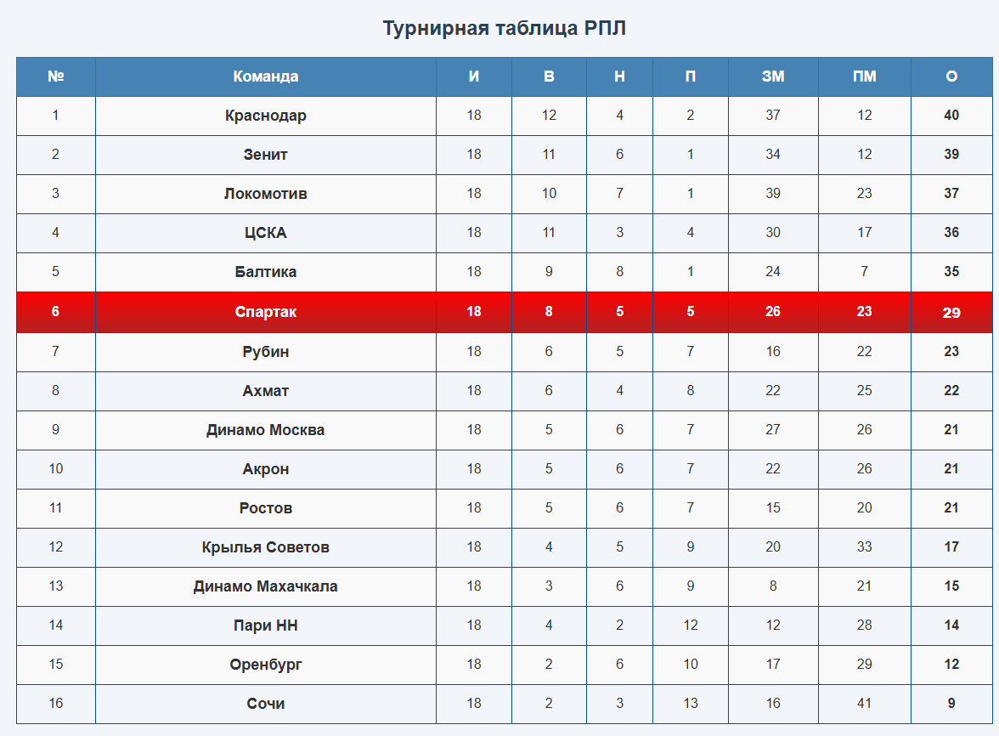 Турнирная таблица РПЛ
№ Команда И В Н П ЗМ ПМ О
1 Краснодар 18 12 4 2 37 12 40
2 Зенит 18 11 6 1 34 12 39
3 Локомотив 18 10 7 1 39 23 37
4 ЦСКА 18 11 3 4 30 17 36
5 Балтика 18 9 8 1 24 7 35
6 Спартак 18 8 5 5 26 23 29
7 Рубин 18 6 5 7 16 22 23
8 Ахмат 18 6 4 8 22 25 22
9 Динамо Москва 18 5 6 7 27 26 21
10 Акрон 18 5 6 7 22 26 21
11 Ростов 18 5 6 7 15 20 21
12 Крылья Советов 18 4 5 9 20 33 17
13 Динамо Махачкала 18 3 6 9 8 21 15
14 Пари НН 18 4 2 12 12 28 14
15 Оренбург 18 2 6 10 17 29 12
16 Сочи 18 2 3 13 16 41 9